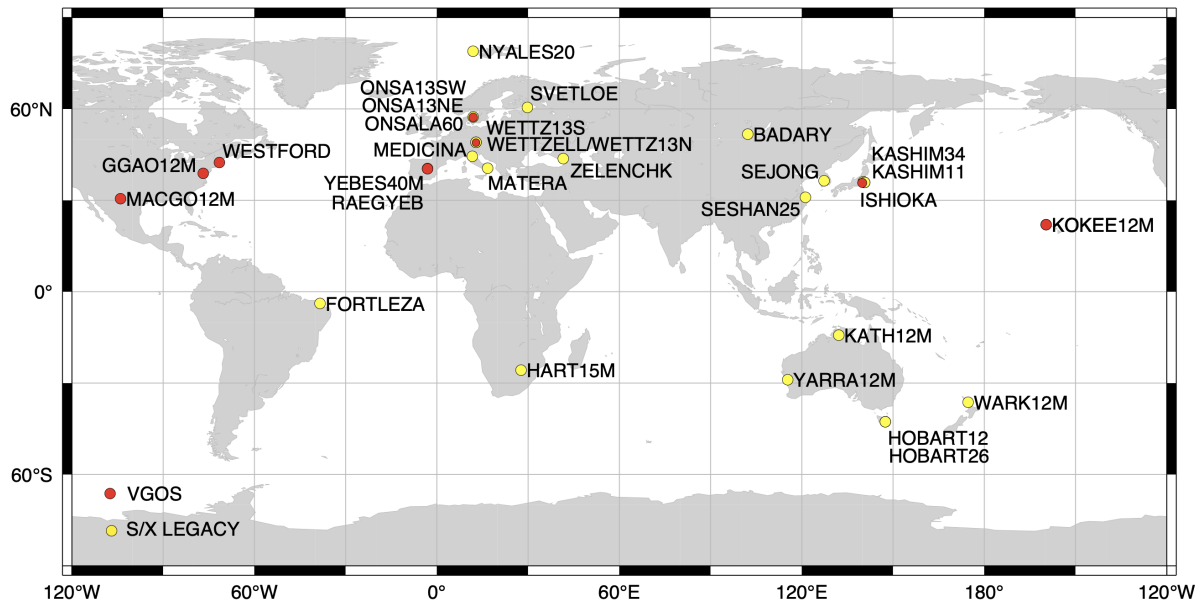 NYALES20
ONSA13SW
ONSA13NE
ONSALA60
SVETLOE
60°N
WETTZ13S
WETTZELL/WETTZ13N
MEDICINA
BADARY
WESTFORD
GGAO12M
ZELENCHK
KASHIM34
KASHIM11
SEJONG
YEBES40M
RAEGYEB
MATERA
MACGO12M
ISHIOKA
SESHAN25
KOKEE12M
0°
FORTLEZA
KATH12M
HART15M
YARRA12M
WARK12M
HOBART12
HOBART26
60°S
VGOS
S/X LEGACY
120°W
60°W
0°
60°E
120°E
180°
120°W